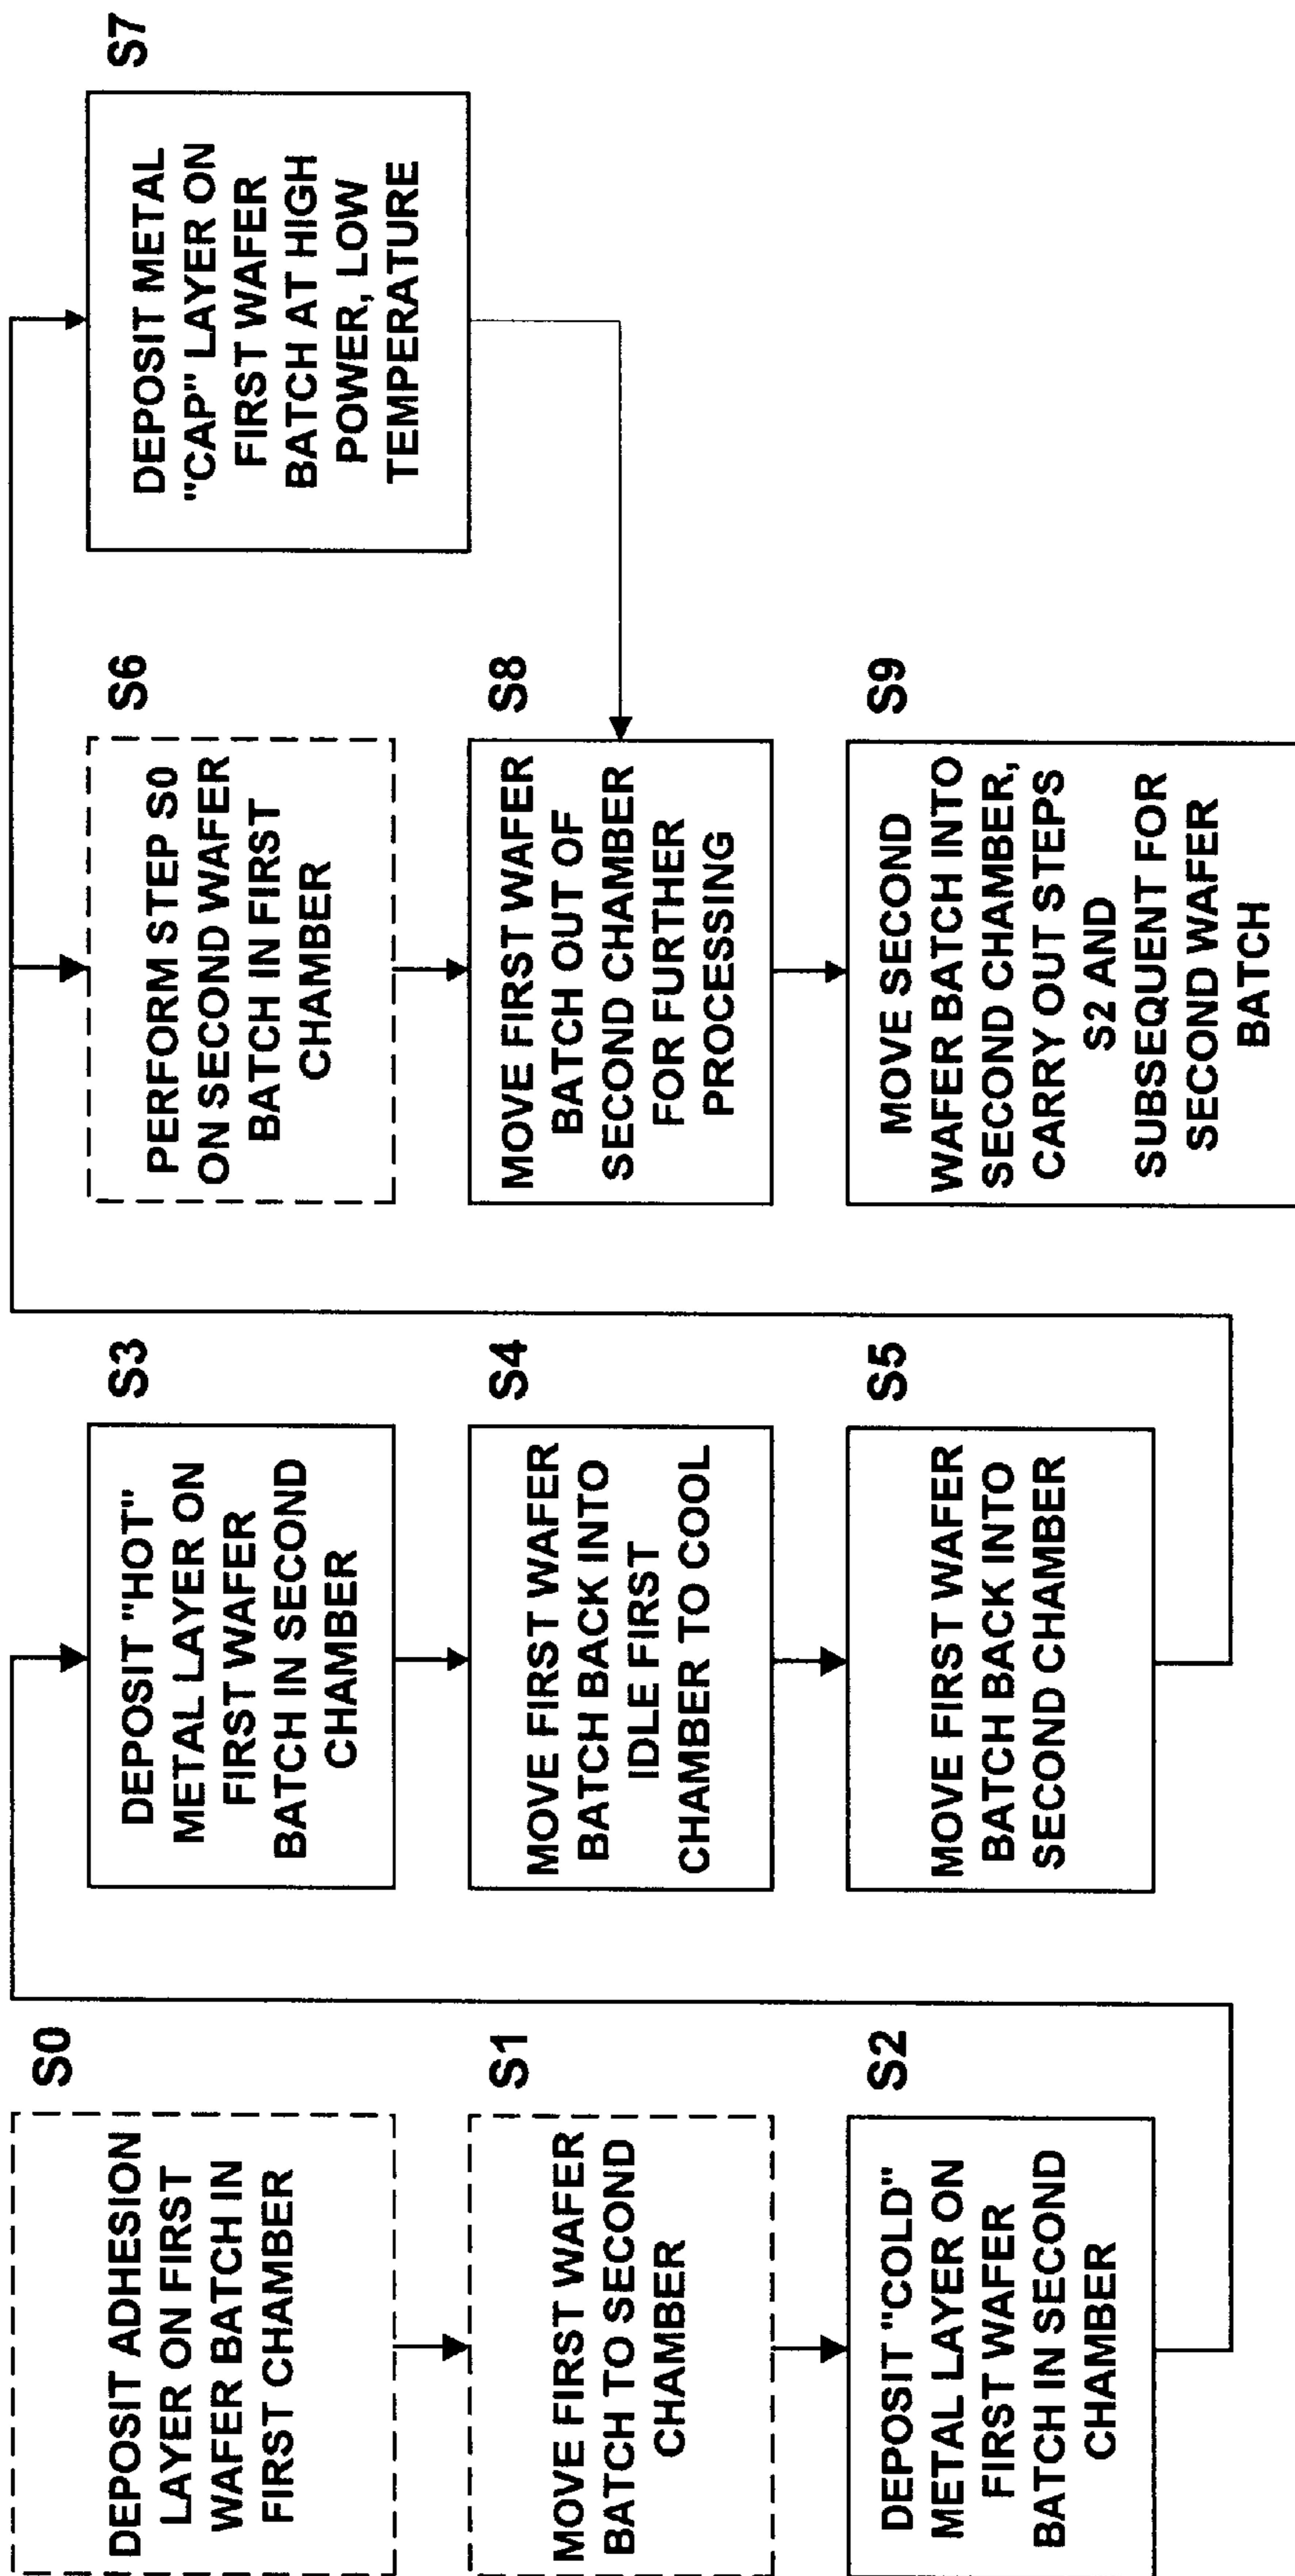 S0
DEPOSIT ADHESION
LAYER ON FIRST
WAFER BATCH IN
FIRST CHAMBER
S1
MOVE FIRST WAFER
BATCH TO SECOND
CHAMBER
S2
DEPOSIT "COLD"
METAL LAYER ON
FIRST WAFER
BATCH IN SECOND
CHAMBER
S3
DEPOSIT "HOT"
METAL LAYER ON
FIRST WAFER
BATCH IN SECOND
CHAMBER
S4
MOVE FIRST WAFER
BATCH BACK INTO
IDLE FIRST
CHAMBER TO COOL
S5
MOVE FIRST WAFER
BATCH BACK INTO
SECOND CHAMBER
S6
PERFORM STEP S0
ON SECOND WAFER
BATCH IN FIRST
CHAMBER
S7
DEPOSIT METAL
"CAP" LAYER ON
FIRST WAFER
BATCH AT HIGH
POWER, LOW
TEMPERATURE
S8
MOVE FIRST WAFER
BATCH OUT OF
SECOND CHAMBER
FOR FURTHER
PROCESSING
S9
MOVE SECOND
WAFER BATCH INTO
SECOND CHAMBER,
CARRY OUT STEPS
S2 AND
SUBSEQUENT FOR
SECOND WAFER
BATCH